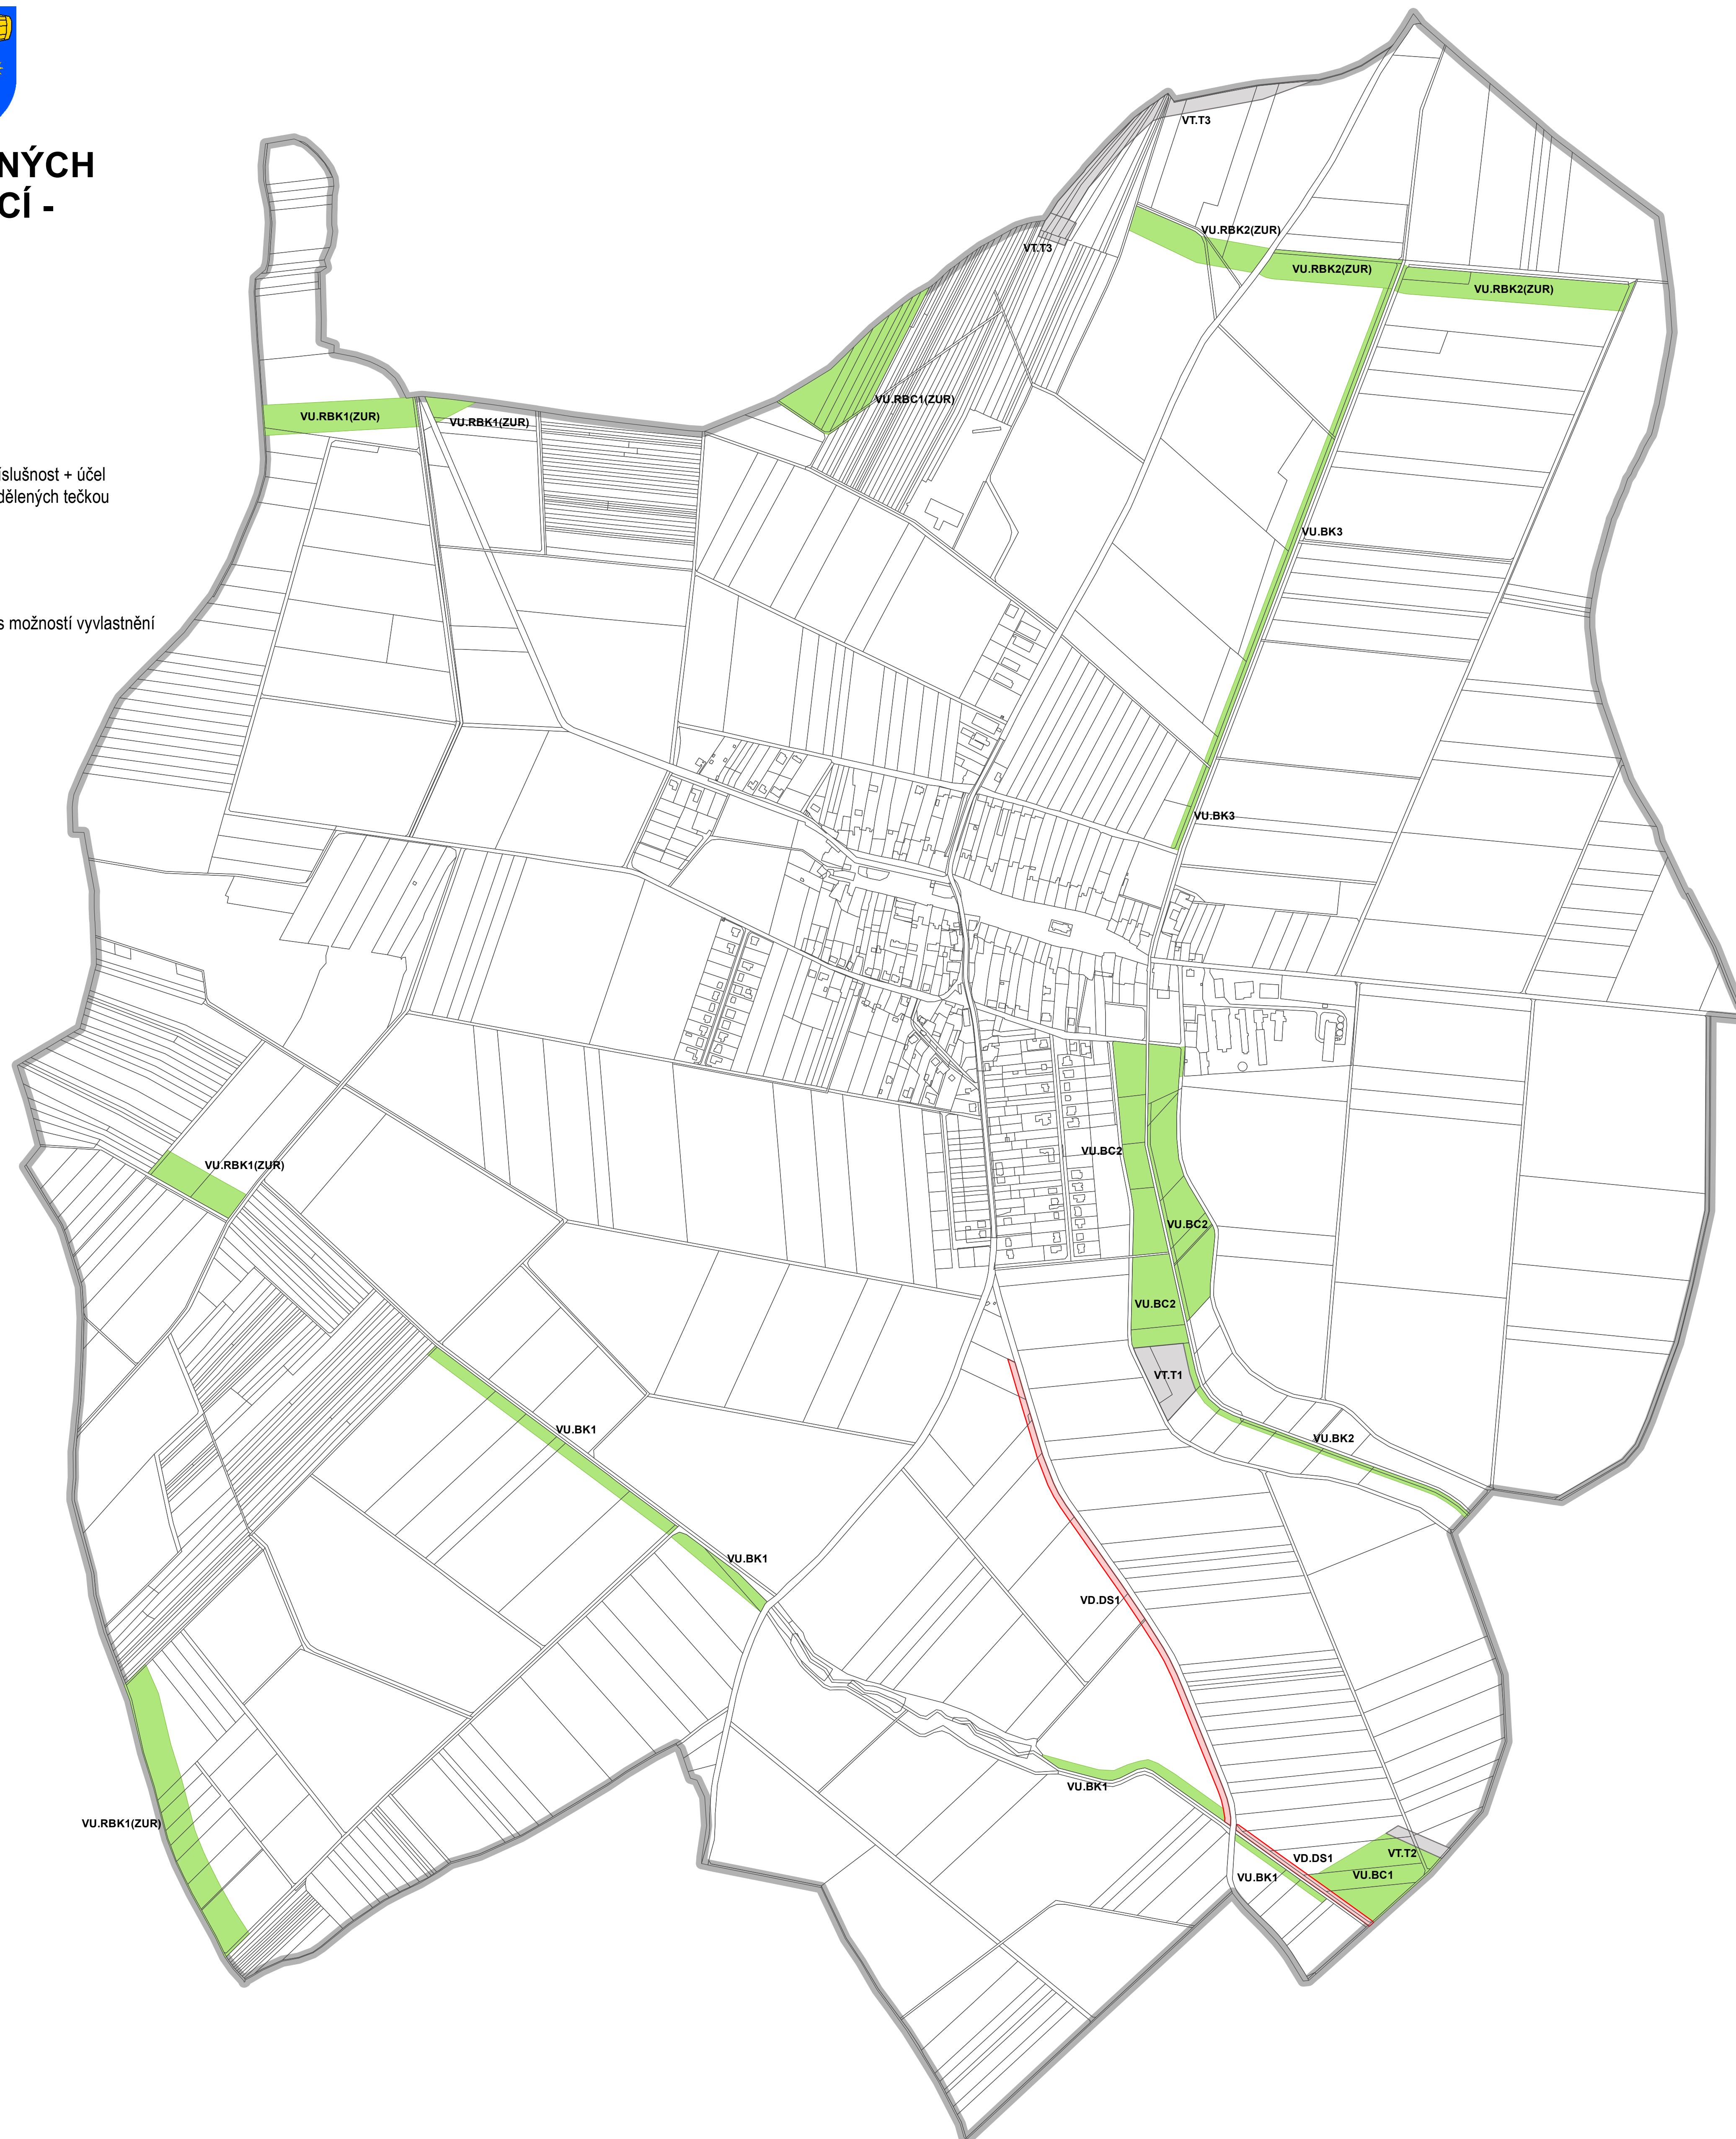 NÝCH
CÍ -
íslušnost + účel
dělených tečkou
s možností vyvlastnění
VT.T3
VT.T3
VU.RBK2(ZUR)
VU.RBK2(ZUR)
VU.RBK2(ZUR)
VU.RBC1(ZUR)
VU.RBK1(ZUR)
VU.RBK1(ZUR)
VU.BK3
VU.BK3
VU.BC2
VU.RBK1(ZUR)
VU.BC2
VU.BC2
VT.T1
VU.BK1
VU.BK2
VU.BK1
VD.DS1
VU.BK1
VU.RBK1(ZUR)
VD.DS1
VT.T2
VU.BK1
VU.BC1